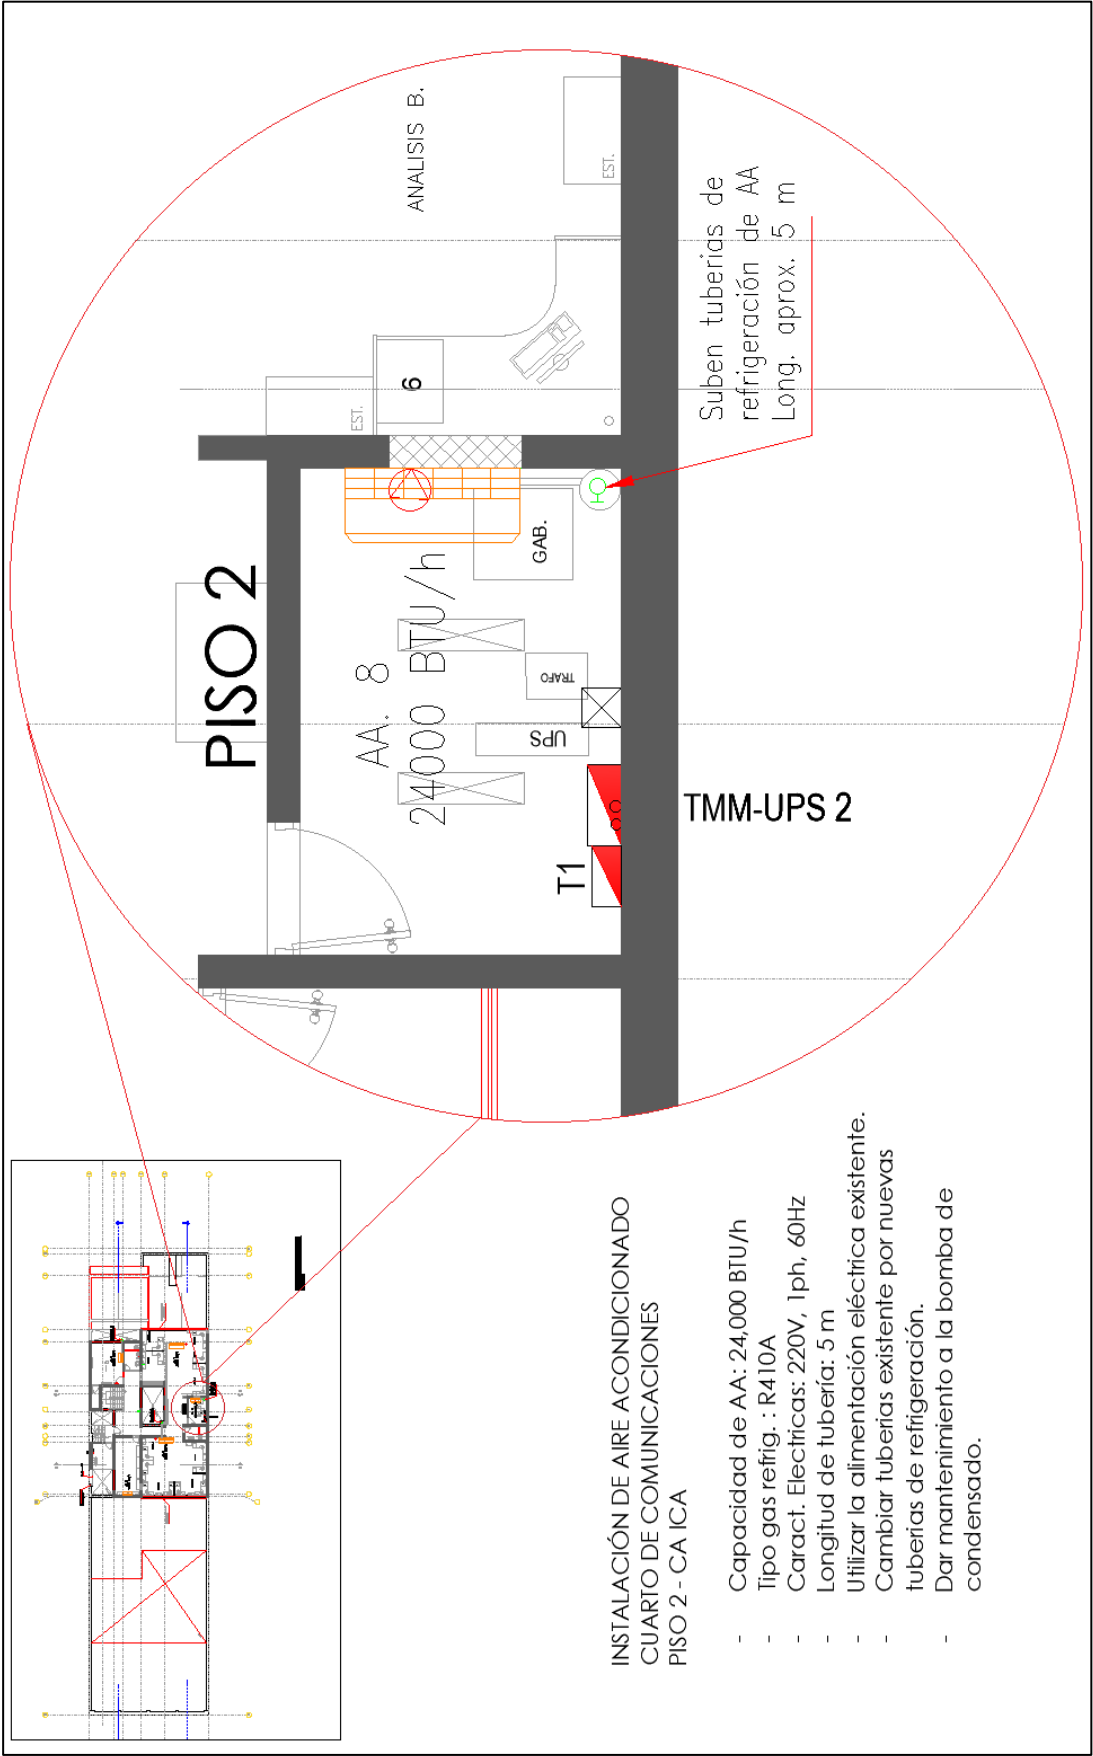 PISO 2
ANALISIS B.
EST.
EST.
6
AA. 8
24000 BTU/h
GAB.
TRAFO
UPS
T1
TMM-UPS 2
Suben tuberias de
refrigeración de AA
Long. aprox. 5 m
INSTALACIÓN DE AIRE ACONDICIONADO
CUARTO DE COMUNICACIONES
PISO 2 - CA ICA
- Capacidad de AA: 24,000 BTU/h
- Tipo gas refrig. : R410A
- Caract. Electricas: 220V, 1ph, 60Hz
- Longitud de tubería: 5 m
- Utilizar la alimentación eléctrica existente.
- Cambiar tuberias existente por nuevas
tuberias de refrigeración.
- Dar mantenimiento a la bomba de
condensado.